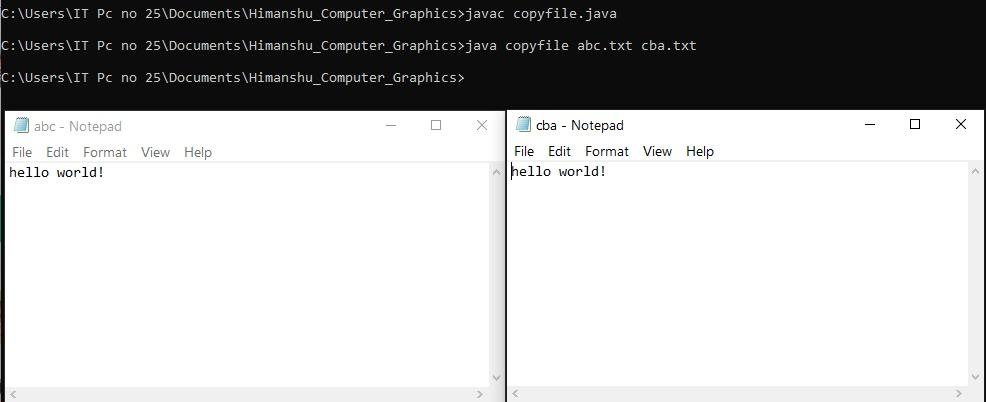 C:\Users\IT Pc no 25\Documents\Himanshu_Computer_Graphics>javac copyfile.java
C:\Users\IT Pc no 25\Documents\Himanshu_Computer_Graphics>java copyfile abc.txt cba.txt
C:\Users\IT Pc no 25\Documents\Himanshu_Computer_Graphics>
abc - Notepad
File Edit Format View Help
hello world!
cba - Notepad
File Edit Format View Help
hello world!